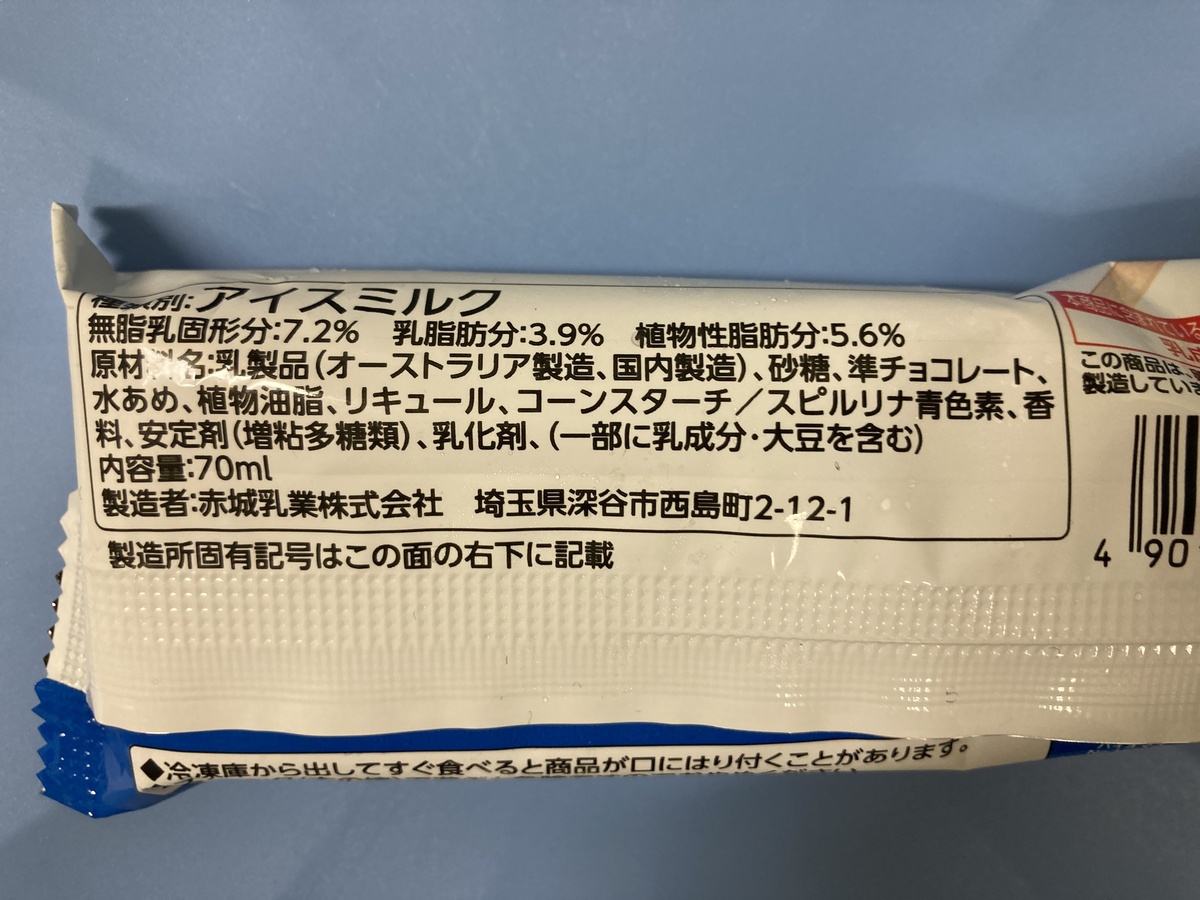 種類別:アイスミルク
無脂乳固形分:7.2% 乳脂肪分:3.9% 植物性脂肪分:5.6%
原材料名:乳製品(オーストラリア製造、国内製造)、砂糖、準チョコレート、
水あめ、植物油脂、リキュール、コーンスターチ/スピルリナ青色素、香
料、安定剤(増粘多糖類)、乳化剤、(一部に乳成分・大豆を含む)
内容量:70ml
製造者:赤城乳業株式会社 埼玉県深谷市西島町2-12-1
製造所固有記号はこの面の右下に記載
この商品は、
製造してい
4 90
◆冷凍庫から出してすぐ食べると商品が口にはり付くことがあります。